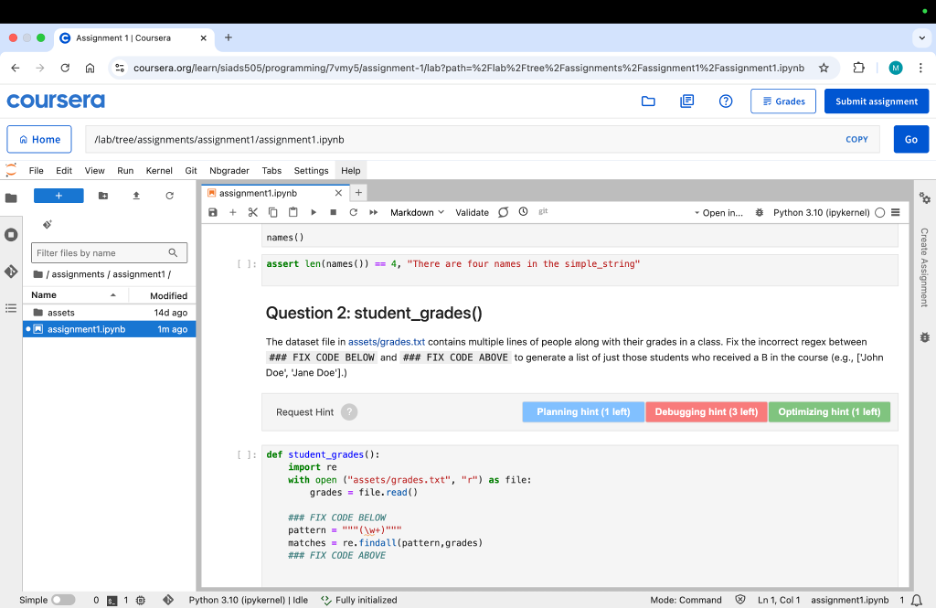 Assignment 1 | Coursera
coursera.org/learn/siads505/programming/7vmy5/assignment-1/lab?path=%2Flab%2Ftree%2Fassignments%2Fassignment1%2Fassignment1.ipynb
M
coursera
Grades
Submit assignment
Home
/lab/tree/assignments/assignment1/assignment1.ipynb
COPY
Go
File Edit View Run Kernel Git Nbgrader Tabs Settings Help
assignment1.ipynb
Markdown
Validate
git
Open in...
Python 3.10 (ipykernel)
Filter files by name
/ assignments / assignment1 /
Name Modified
assets 14d ago
assignment1.ipynb 1m ago
names()
[ ]: assert len(names()) == 4, "There are four names in the simple_string"
Question 2: student_grades()
The dataset file in assets/grades.txt contains multiple lines of people along with their grades in a class. Fix the incorrect regex between
### FIX CODE BELOW and ### FIX CODE ABOVE to generate a list of just those students who received a B in the course (e.g., ['John
Doe', 'Jane Doe'].)
Request Hint ?
Planning hint (1 left)
Debugging hint (3 left)
Optimizing hint (1 left)
[ ]: def student_grades():
import re
with open ("assets/grades.txt", "r") as file:
grades = file.read()
### FIX CODE BELOW
pattern = """(\w+)"""
matches = re.findall(pattern,grades)
### FIX CODE ABOVE
Create Assignment
Simple
0
1
Python 3.10 (ipykernel) | Idle
Fully initialized
Mode: Command
Ln 1, Col 1
assignment1.ipynb
1